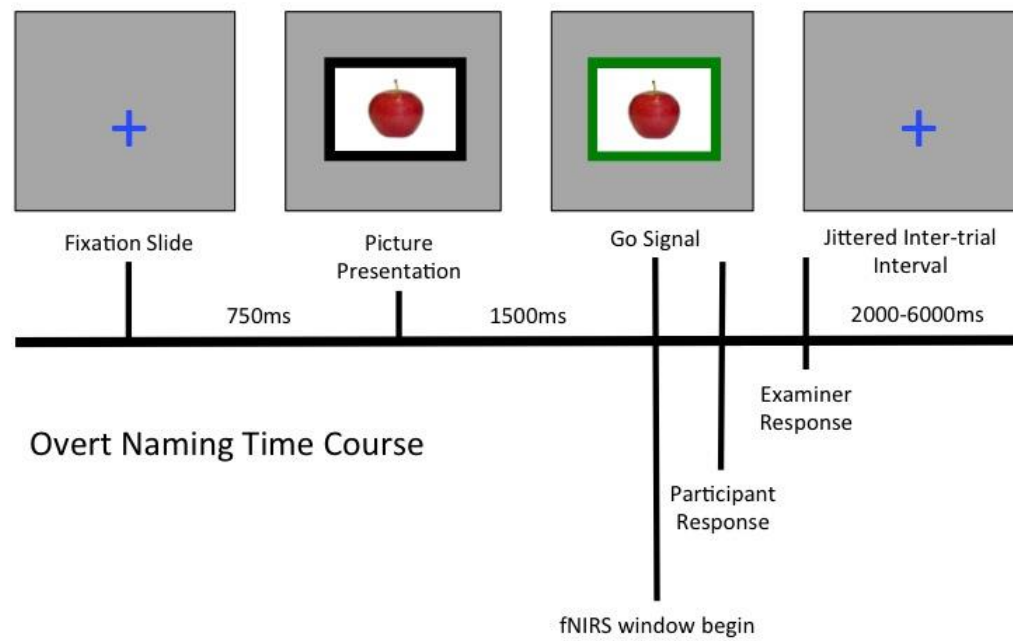 Fixation Slide
Picture
Presentation
Go Signal
Jittered Inter-trial
Interval
750ms
1500ms
2000-6000ms
Examiner
Response
Overt Naming Time Course
Participant
Response
fNIRS window begin